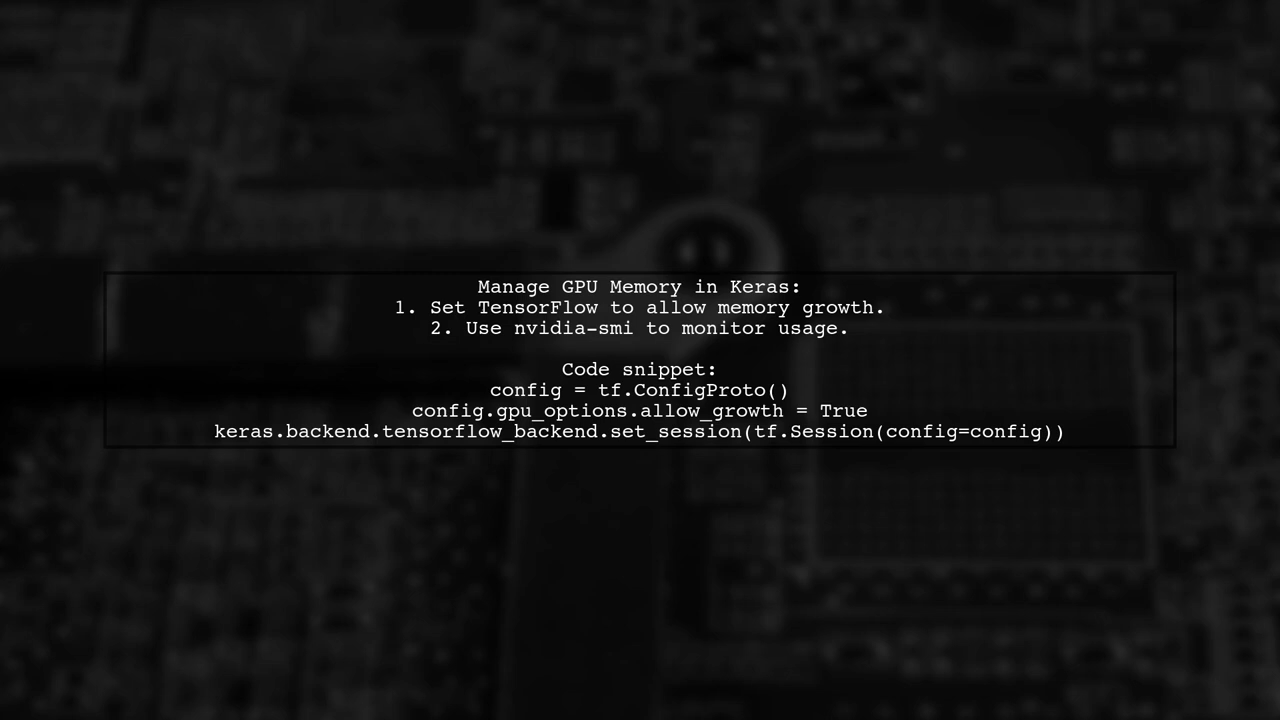 Manage GPU Memory in Keras:
1. Set TensorFlow to allow memory growth.
2. Use nvidia-smi to monitor usage.
Code snippet:
config = tf.ConfigProto()
config.gpu_options.allow_growth = True
keras.backend.tensorflow_backend.set_session(tf.Session(config=config))